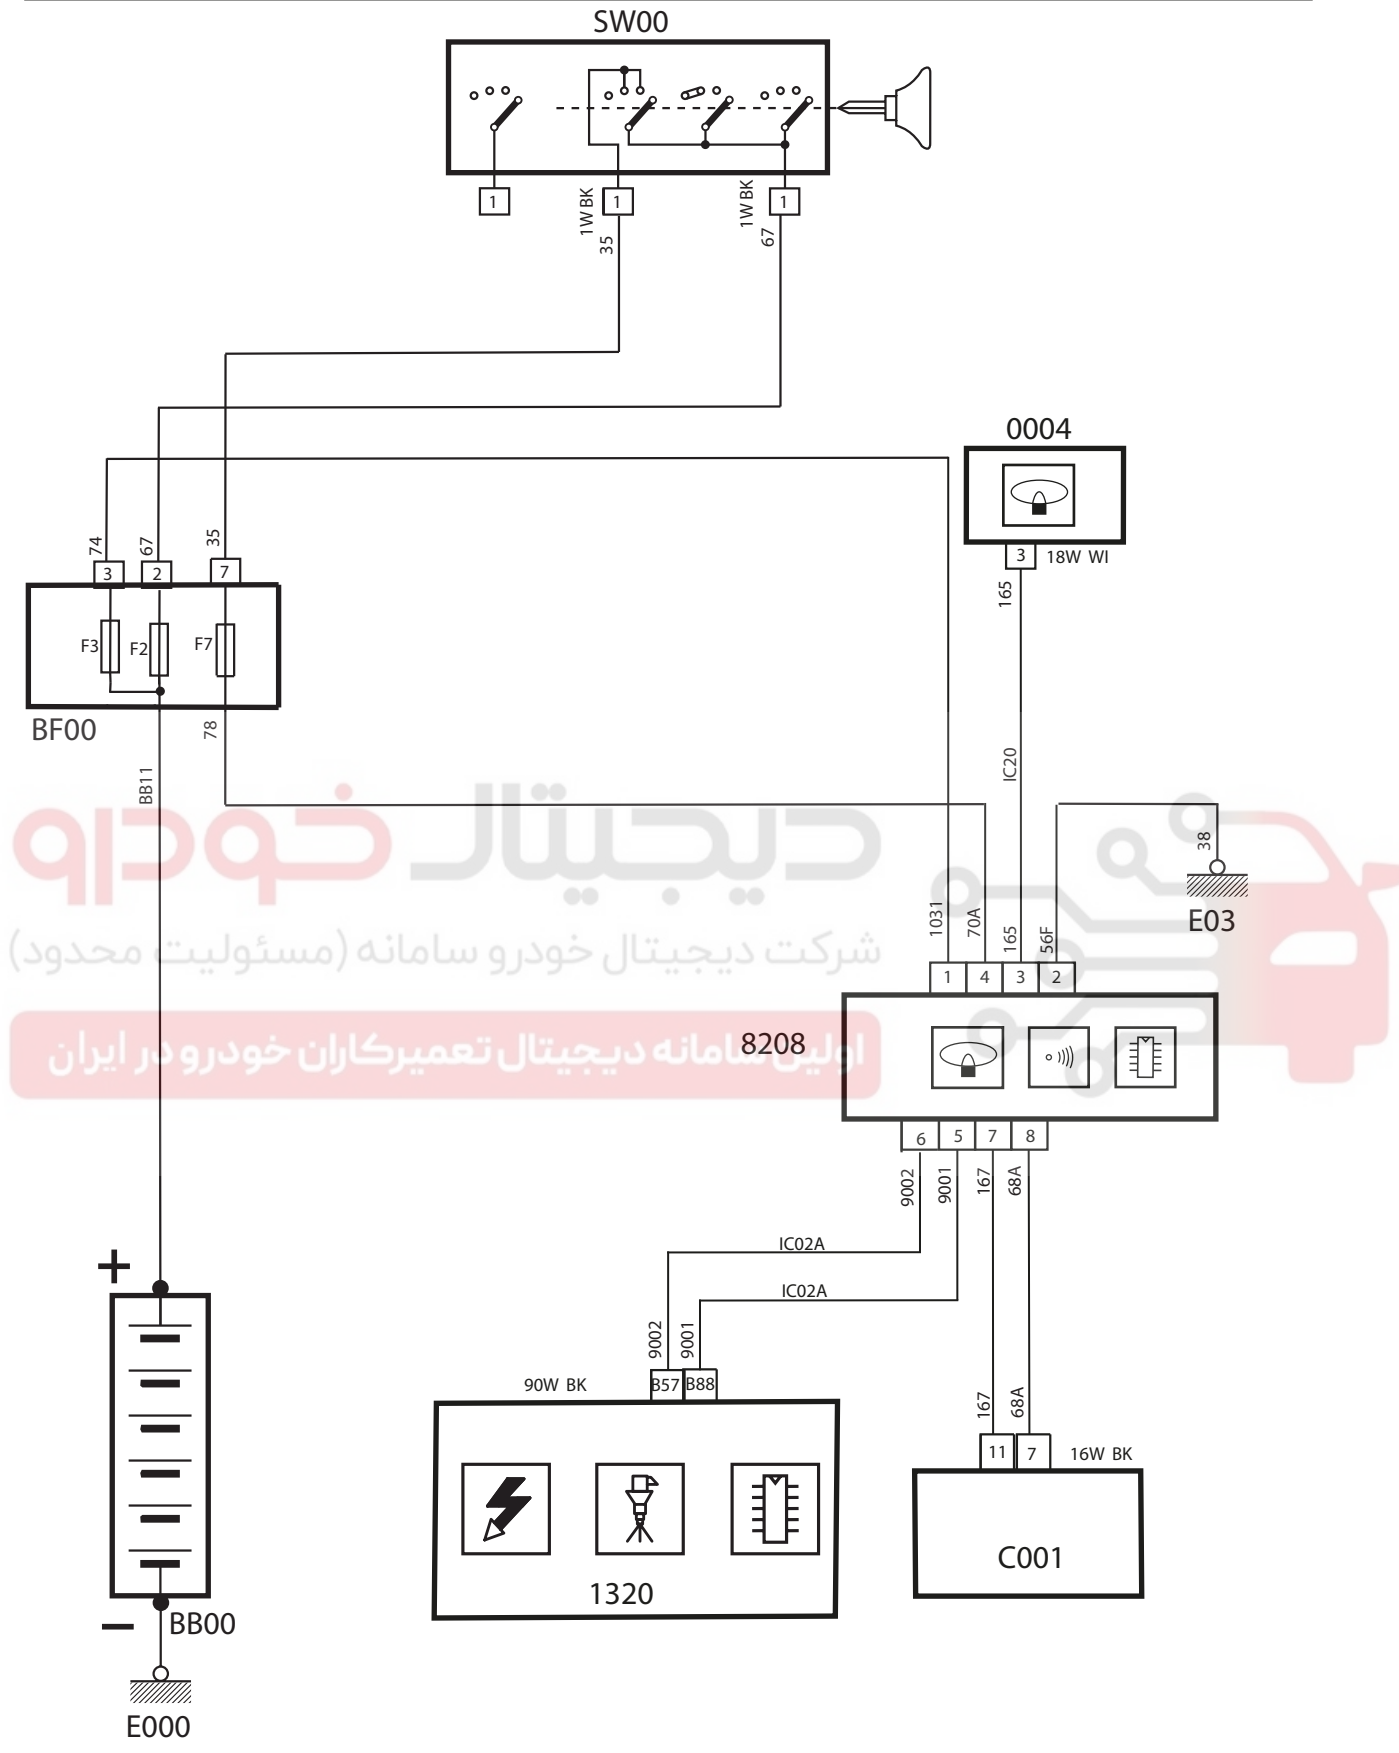 SW00
1
1
1
1W BK
35
1W BK
67
0004
3
18W WI
165
74
67
35
3
2
7
F3
F2
F7
BF00
78
BB11
IC20
38
E03
دیجیتال خودرو
شرکت دیجیتال خودرو سامانه (مسئولیت محدود)
اولین سامانه دیجیتال تعمیرکاران خودرو در ایران
1031
70A
165
56F
1
4
3
2
8208
6
5
7
8
9002
9001
167
68A
IC02A
IC02A
9002
9001
90W BK
B57
B88
167
68A
11
7
16W BK
1320
C001
+
−
BB00
E000